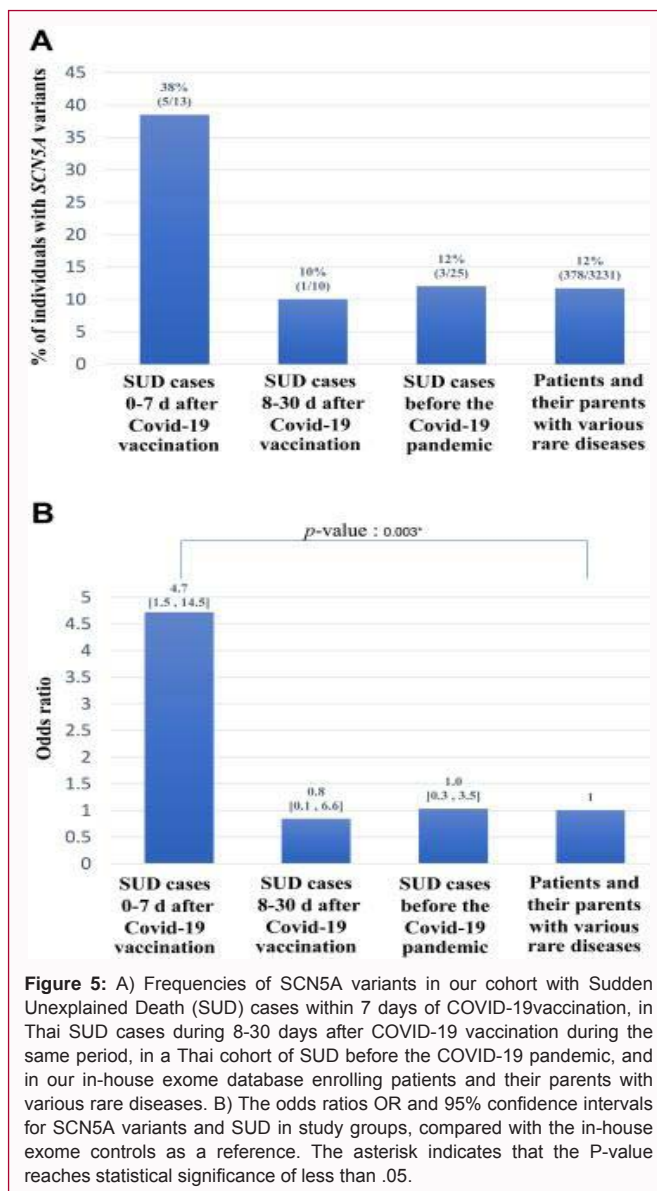 A
% of individuals with SCN5A variants
45
40
35
30
25
20
15
10
5
0
38%
(5/13)
10%
(1/10)
12%
(3/25)
12%
(378/3231)
SUD cases
0-7 d after
Covid-19
vaccination
SUD cases
8-30 d after
Covid-19
vaccination
SUD cases
before the
Covid-19
pandemic
Patients and
their parents
with various
rare diseases
B
p-value : 0.003*
Odds ratio
5
4.5
4
3.5
3
2.5
2
1.5
1
0.5
0
4.7
[1.5 , 14.5]
0.8
[0.1 , 6.6]
1.0
[0.3 , 3.5]
1
SUD cases
0-7 d after
Covid-19
vaccination
SUD cases
8-30 d after
Covid-19
vaccination
SUD cases
before the
Covid-19
pandemic
Patients and
their parents
with various
rare diseases
Figure 5: A) Frequencies of SCN5A variants in our cohort with Sudden
Unexplained Death (SUD) cases within 7 days of COVID-19vaccination, in
Thai SUD cases during 8-30 days after COVID-19 vaccination during the
same period, in a Thai cohort of SUD before the COVID-19 pandemic, and
in our in-house exome database enrolling patients and their parents with
various rare diseases. B) The odds ratios OR and 95% confidence intervals
for SCN5A variants and SUD in study groups, compared with the in-house
exome controls as a reference. The asterisk indicates that the P-value
reaches statistical significance of less than .05.